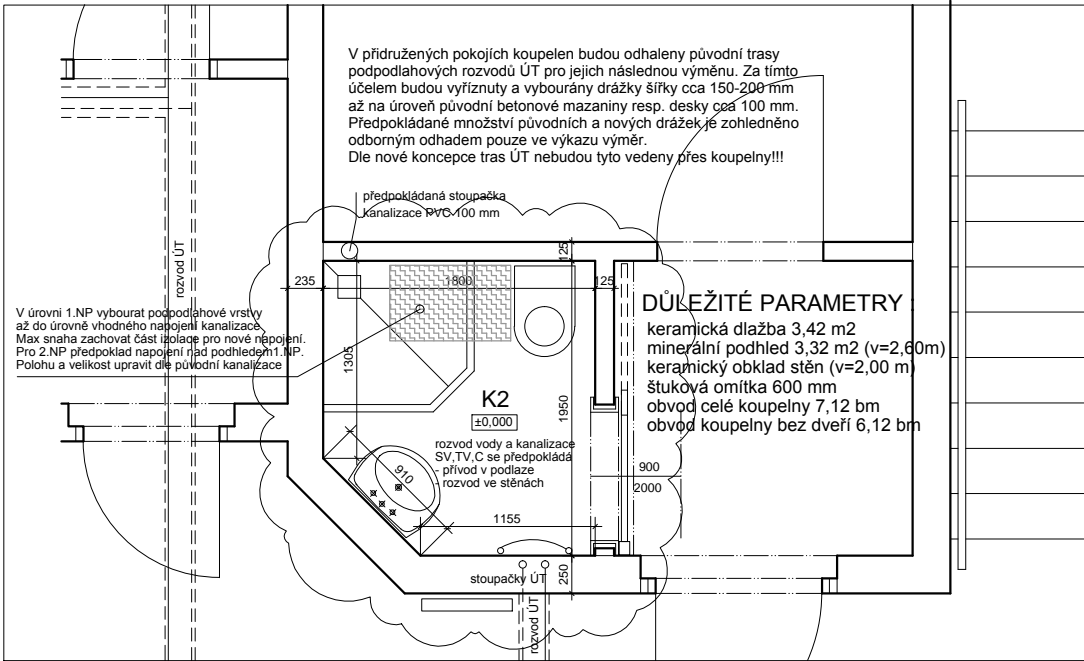 V přidružených pokojích koupelen budou odhaleny původní trasy
podpodlahových rozvodů ÚT pro jejich následnou výměnu. Za tímto
účelem budou vyříznuty a vybourány drážky šířky cca 150-200 mm
až na úroveň původní betonové mazaniny resp. desky cca 100 mm.
Předpokládané množství původních a nových drážek je zohledněno
odborným odhadem pouze ve výkazu výměr.
Dle nové koncepce tras ÚT nebudou tyto vedeny přes koupelny!!!
předpokládaná stoupačka
kanalizace PVC 100 mm
rozvod ÚT
125
235
1800
125
V úrovni 1.NP vybourat podpodlahové vrstvy
až do úrovně vhodného napojení kanalizace.
Max snaha zachovat část izolace pro nové napojení.
Pro 2.NP předpoklad napojení nad podhledem1.NP.
Polohu a velikost upravit dle původní kanalizace
DŮLEŽITÉ PARAMETRY :
keramická dlažba 3,42 m2
minerální podhled 3,32 m2 (v=2,60m)
keramický obklad stěn (v=2,00 m)
štuková omítka 600 mm
obvod celé koupelny 7,12 bm
obvod koupelny bez dveří 6,12 bm
1305
K2
±0,000
1950
rozvod vody a kanalizace
SV,TV,C se předpokládá
- přívod v podlaze
- rozvod ve stěnách
910
900
2000
1155
stoupačky ÚT
250
rozvod ÚT